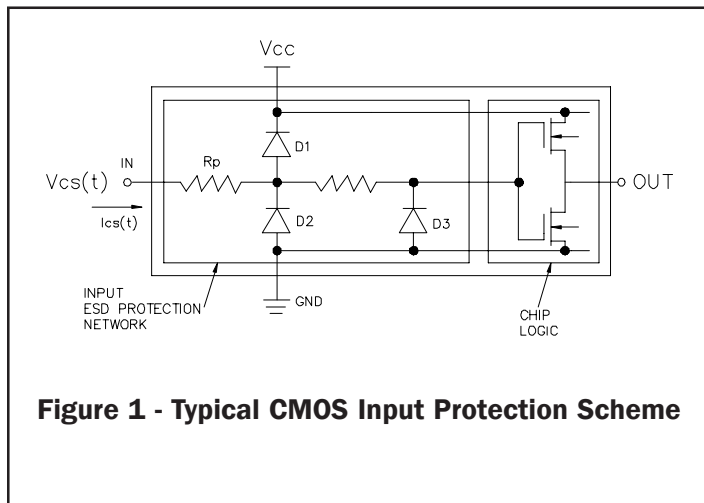 Vcc
D1
IN
Rp
Vcs(t)
OUT
Ics(t)
D2
D3
INPUT
ESD PROTECTION
NETWORK
GND
CHIP
LOGIC
Figure 1 - Typical CMOS Input Protection Scheme